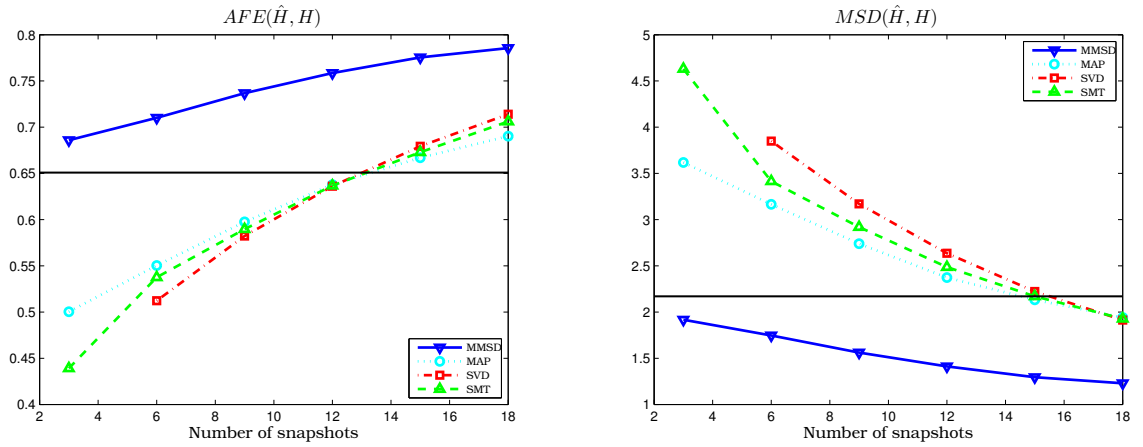 AFE(Ĥ, H)
0.8
0.75
0.7
0.65
0.6
0.55
0.5
0.45
0.4
2 4 6 8 10 12 14 16 18
Number of snapshots
MMSD
MAP
SVD
SMT
MSD(Ĥ, H)
5
4.5
4
3.5
3
2.5
2
1.5
1
2 4 6 8 10 12 14 16 18
Number of snapshots
MMSD
MAP
SVD
SMT